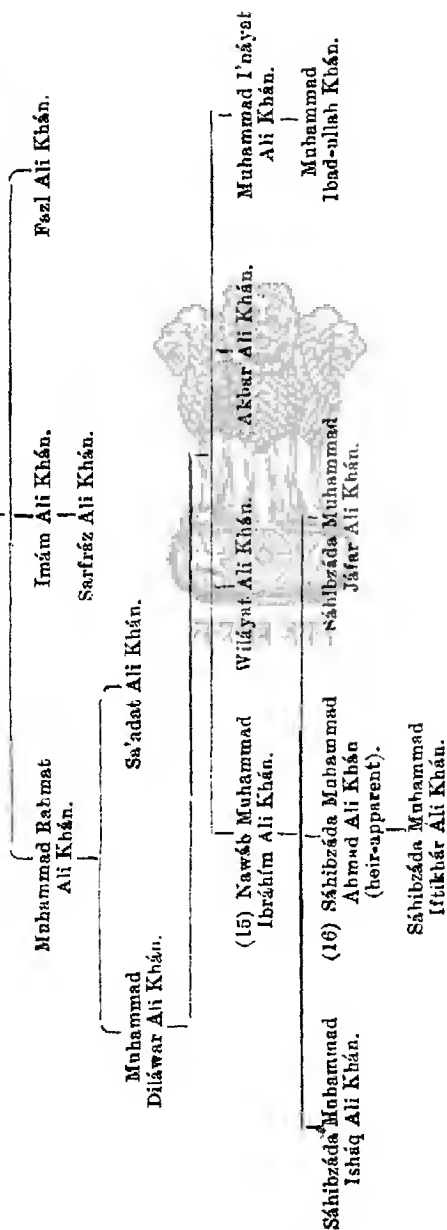 Muhammad Rahmat
Ali Khán.
Imám Ali Khán.
Fazl Ali Khán.
Sarfráz Ali Khán.
Muhammad
Diláwar Ali Khán.
Sa'adat Ali Khán.
(15) Nawáb Muhammad
Ibráhím Ali Khán.
Wiláyat Ali Khán.
Akbar Ali Khán.
Muhammad I'náyat
Ali Khán.
Muhammad
Ibad-ullah Khán.
Sáhibzáda Muhammad
Isháq Ali Khán.
(16) Sáhibzáda Muhammad
Ahmad Ali Khán
(heir-apparent).
Sáhibzáda Muhammad
Jáfar Ali Khán.
Sáhibzáda Muhammad
Iftikhár Ali Khán.